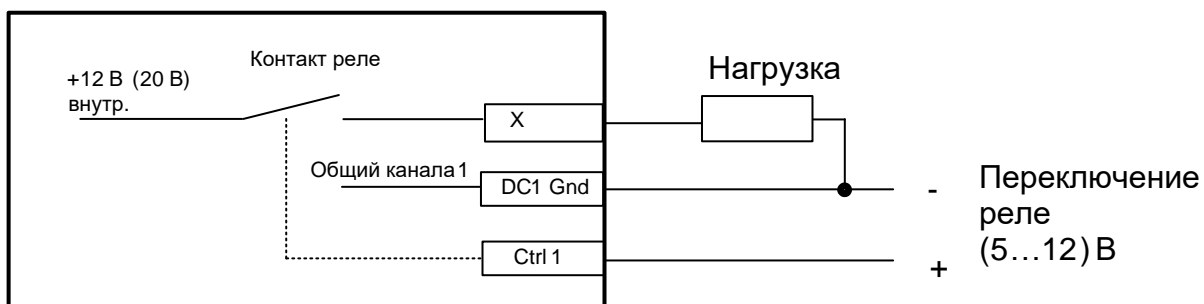 Контакт реле
+12 В (20 В)
внутр.
Нагрузка
X
Общий канала 1
DC1 Gnd
-
Переключение
реле
(5…12) В
Ctrl 1
+